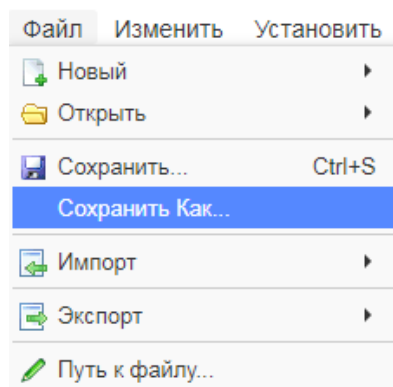 Файл Изменить Установить
Новый
Открыть
Сохранить... Ctrl+S
Сохранить Как...
Импорт
Экспорт
Путь к файлу...